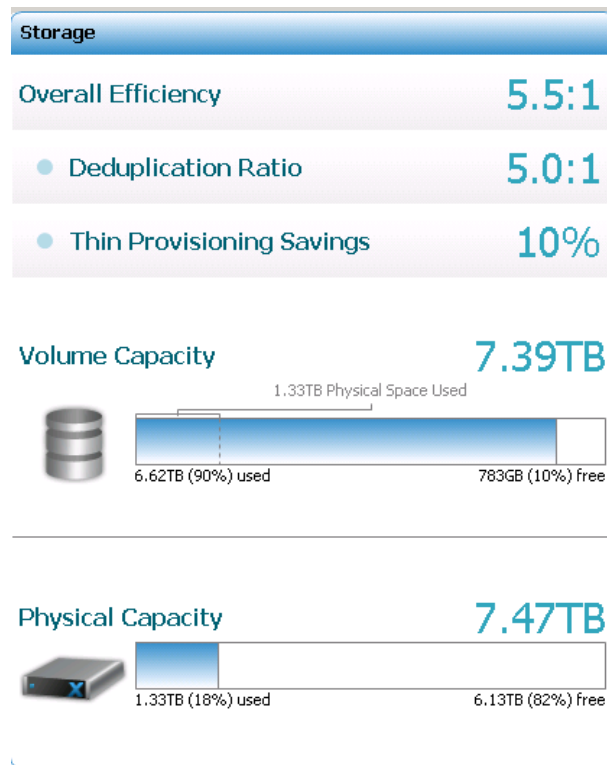 Storage
Overall Efficiency 5.5:1
Deduplication Ratio 5.0:1
Thin Provisioning Savings 10%
Volume Capacity 7.39TB
1.33TB Physical Space Used
6.62TB (90%) used 783GB (10%) free
Physical Capacity 7.47TB
X
1.33TB (18%) used 6.13TB (82%) free